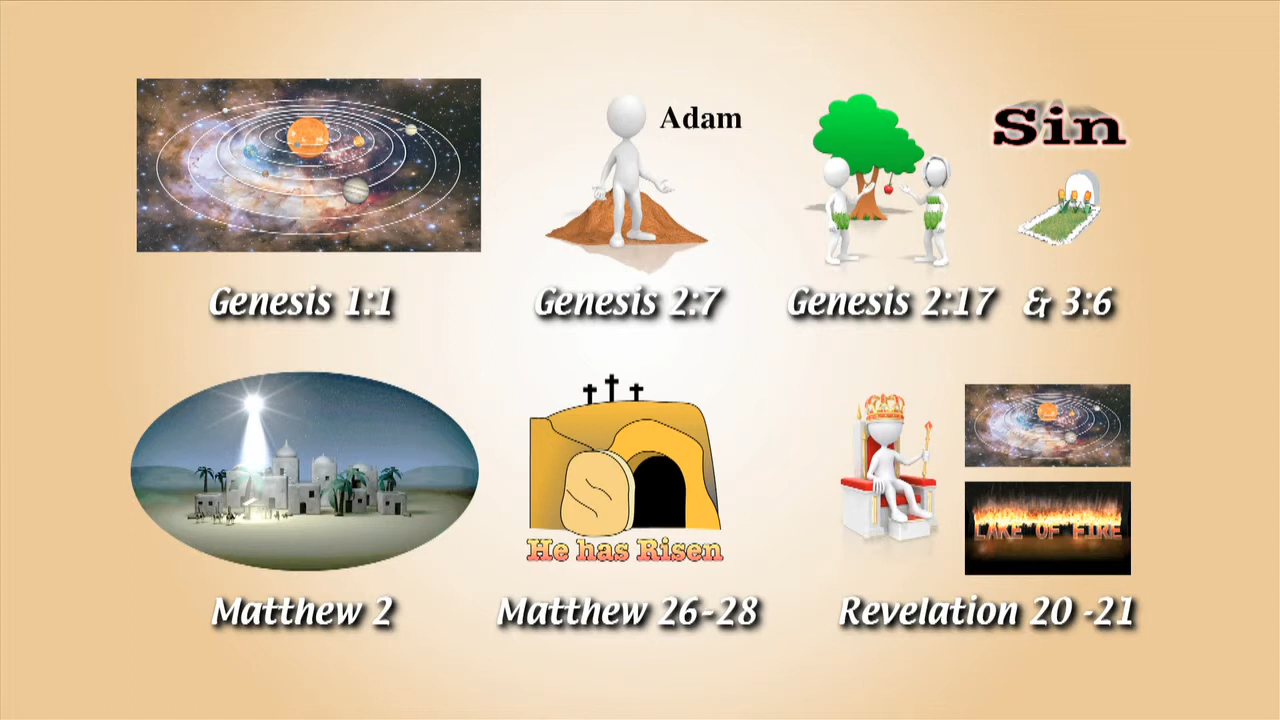 Adam
Sin
Genesis 1:1
Genesis 2:7
Genesis 2:17 & 3:6
He has Risen
LAKE OF FIRE
Matthew 2
Matthew 26-28
Revelation 20 -21